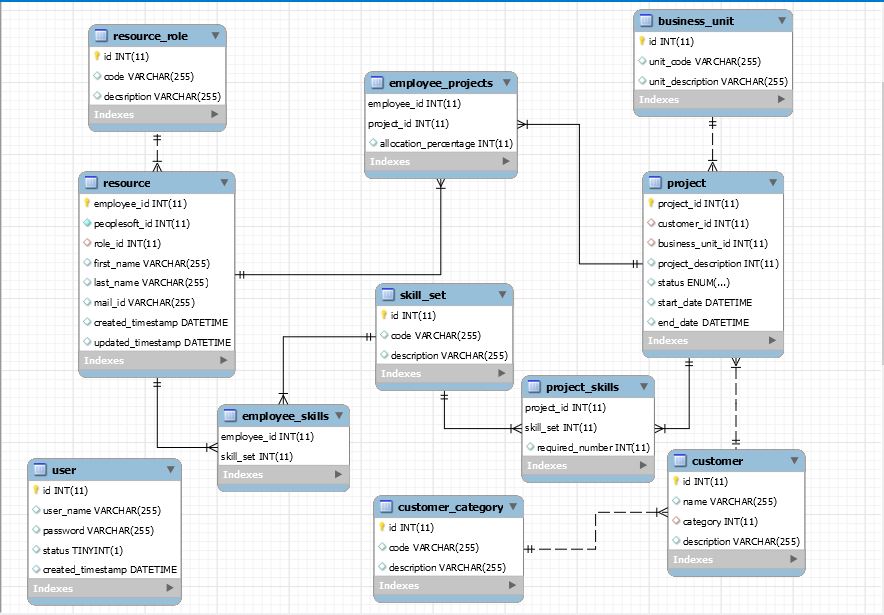 resource_role
id INT(11)
code VARCHAR(255)
decsription VARCHAR(255)
Indexes
business_unit
id INT(11)
unit_code VARCHAR(255)
unit_description VARCHAR(255)
Indexes
employee_projects
employee_id INT(11)
project_id INT(11)
allocation_percentage INT(11)
Indexes
resource
employee_id INT(11)
peoplesoft_id INT(11)
role_id INT(11)
first_name VARCHAR(255)
last_name VARCHAR(255)
mail_id VARCHAR(255)
created_timestamp DATETIME
updated_timestamp DATETIME
Indexes
project
project_id INT(11)
customer_id INT(11)
business_unit_id INT(11)
project_description INT(11)
status ENUM(...)
start_date DATETIME
end_date DATETIME
Indexes
skill_set
id INT(11)
code VARCHAR(255)
description VARCHAR(255)
Indexes
project_skills
project_id INT(11)
skill_set INT(11)
required_number INT(11)
Indexes
employee_skills
employee_id INT(11)
skill_set INT(11)
Indexes
user
id INT(11)
user_name VARCHAR(255)
password VARCHAR(255)
status TINYINT(1)
created_timestamp DATETIME
Indexes
customer_category
id INT(11)
code VARCHAR(255)
description VARCHAR(255)
Indexes
customer
id INT(11)
name VARCHAR(255)
category INT(11)
description VARCHAR(255)
Indexes